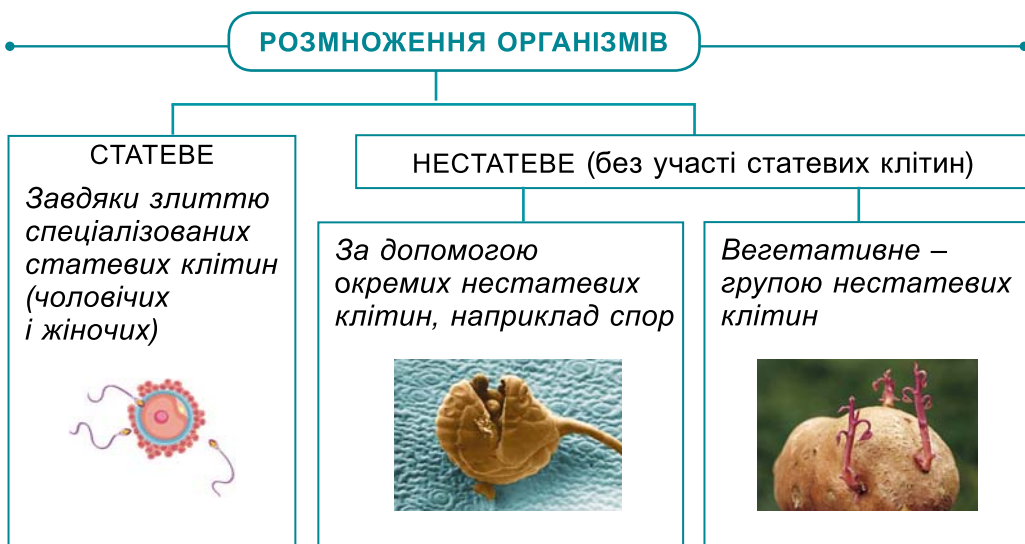 РОЗМНОЖЕННЯ ОРГАНІЗМІВ
СТАТЕВЕ
Завдяки злиттю
спеціалізованих
статевих клітин
(чоловічих
і жіночих)
НЕСТАТЕВЕ (без участі статевих клітин)
За допомогою
окремих нестатевих
клітин, наприклад спор
Вегетативне –
групою нестатевих
клітин